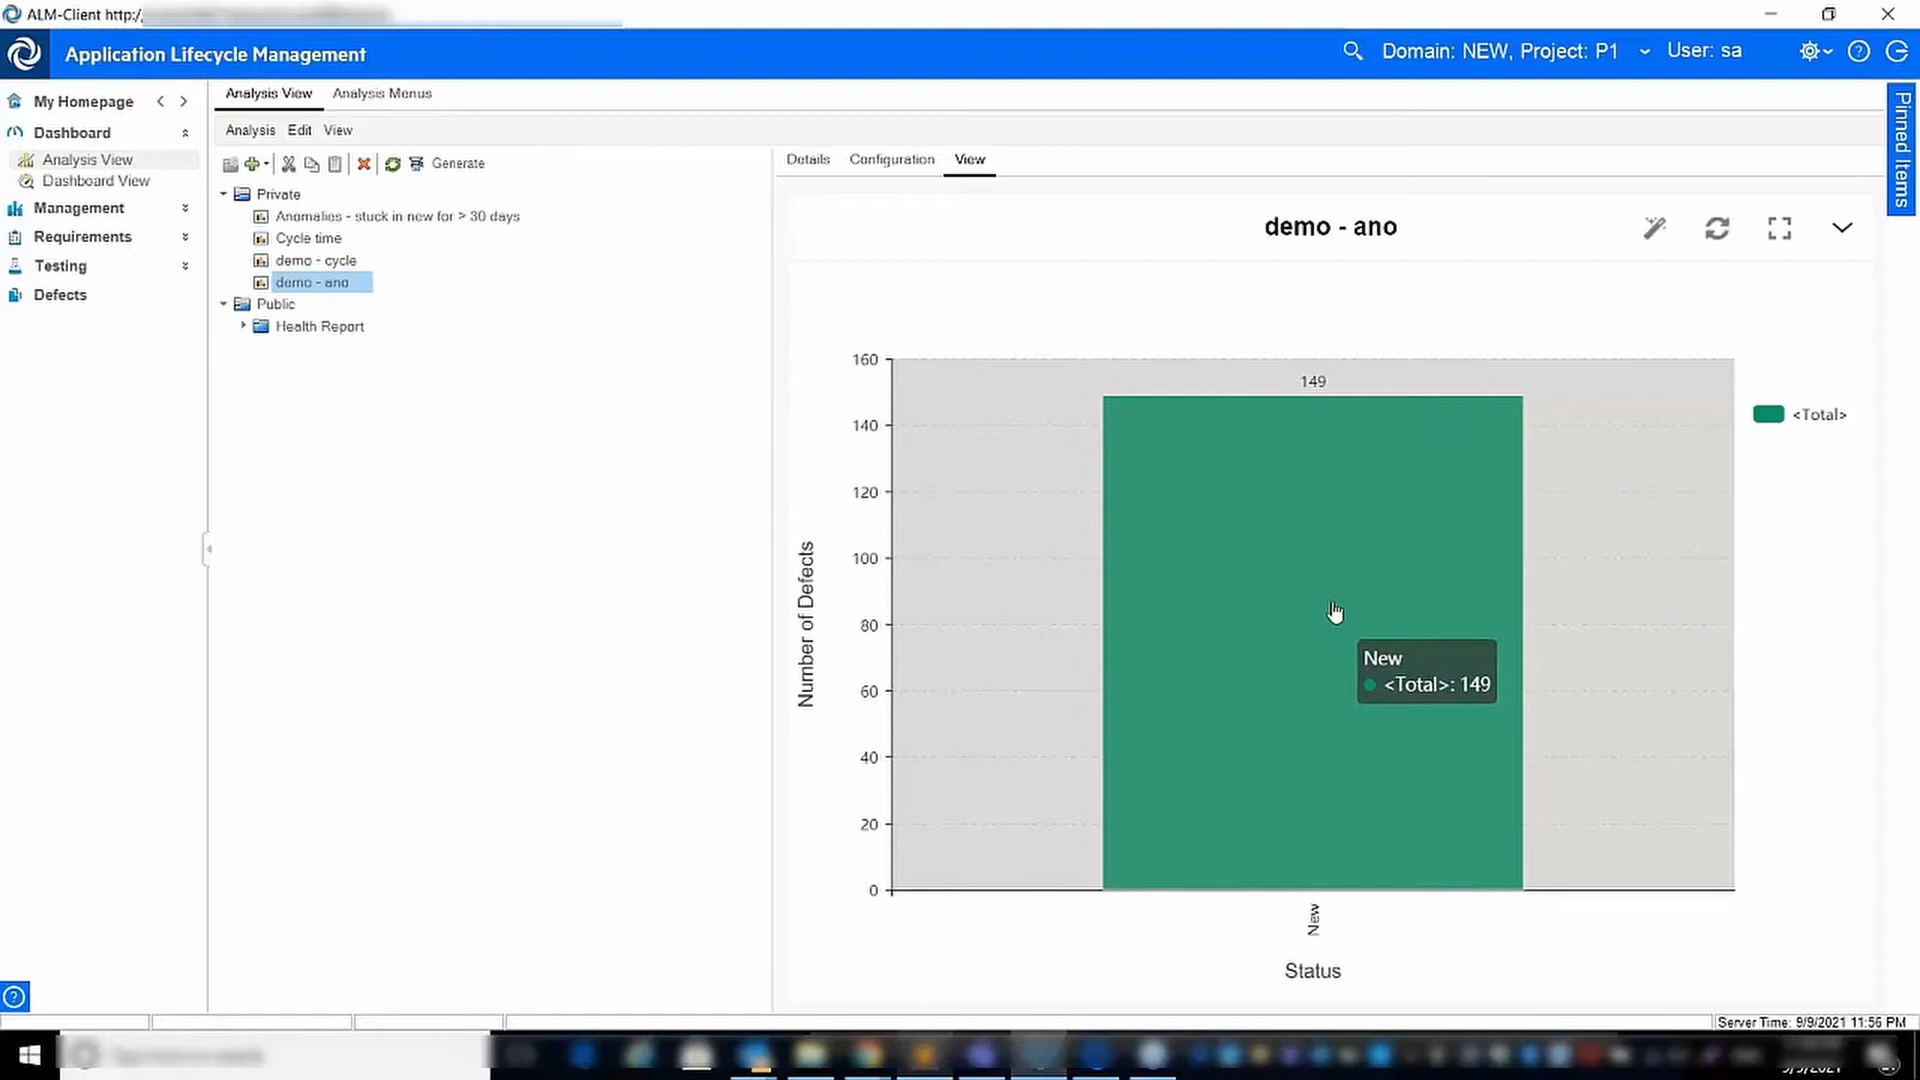 ALM-Client http:/
Application Lifecycle Management
Domain: NEW, Project: P1
User: sa
My Homepage
Dashboard
Analysis View
Dashboard View
Management
Requirements
Testing
Defects
Analysis View
Analysis Menus
Analysis
Edit
View
Generate
Private
Anomalies - stuck in new for > 30 days
Cycle time
demo - cycle
demo - ano
Public
Health Report
Details
Configuration
View
demo - ano
Pinned Items
160
140
120
100
80
60
40
20
0
Number of Defects
149
New
<Total>: 149
<Total>
New
Status
Server Time: 9/9/2021 11:56 PM